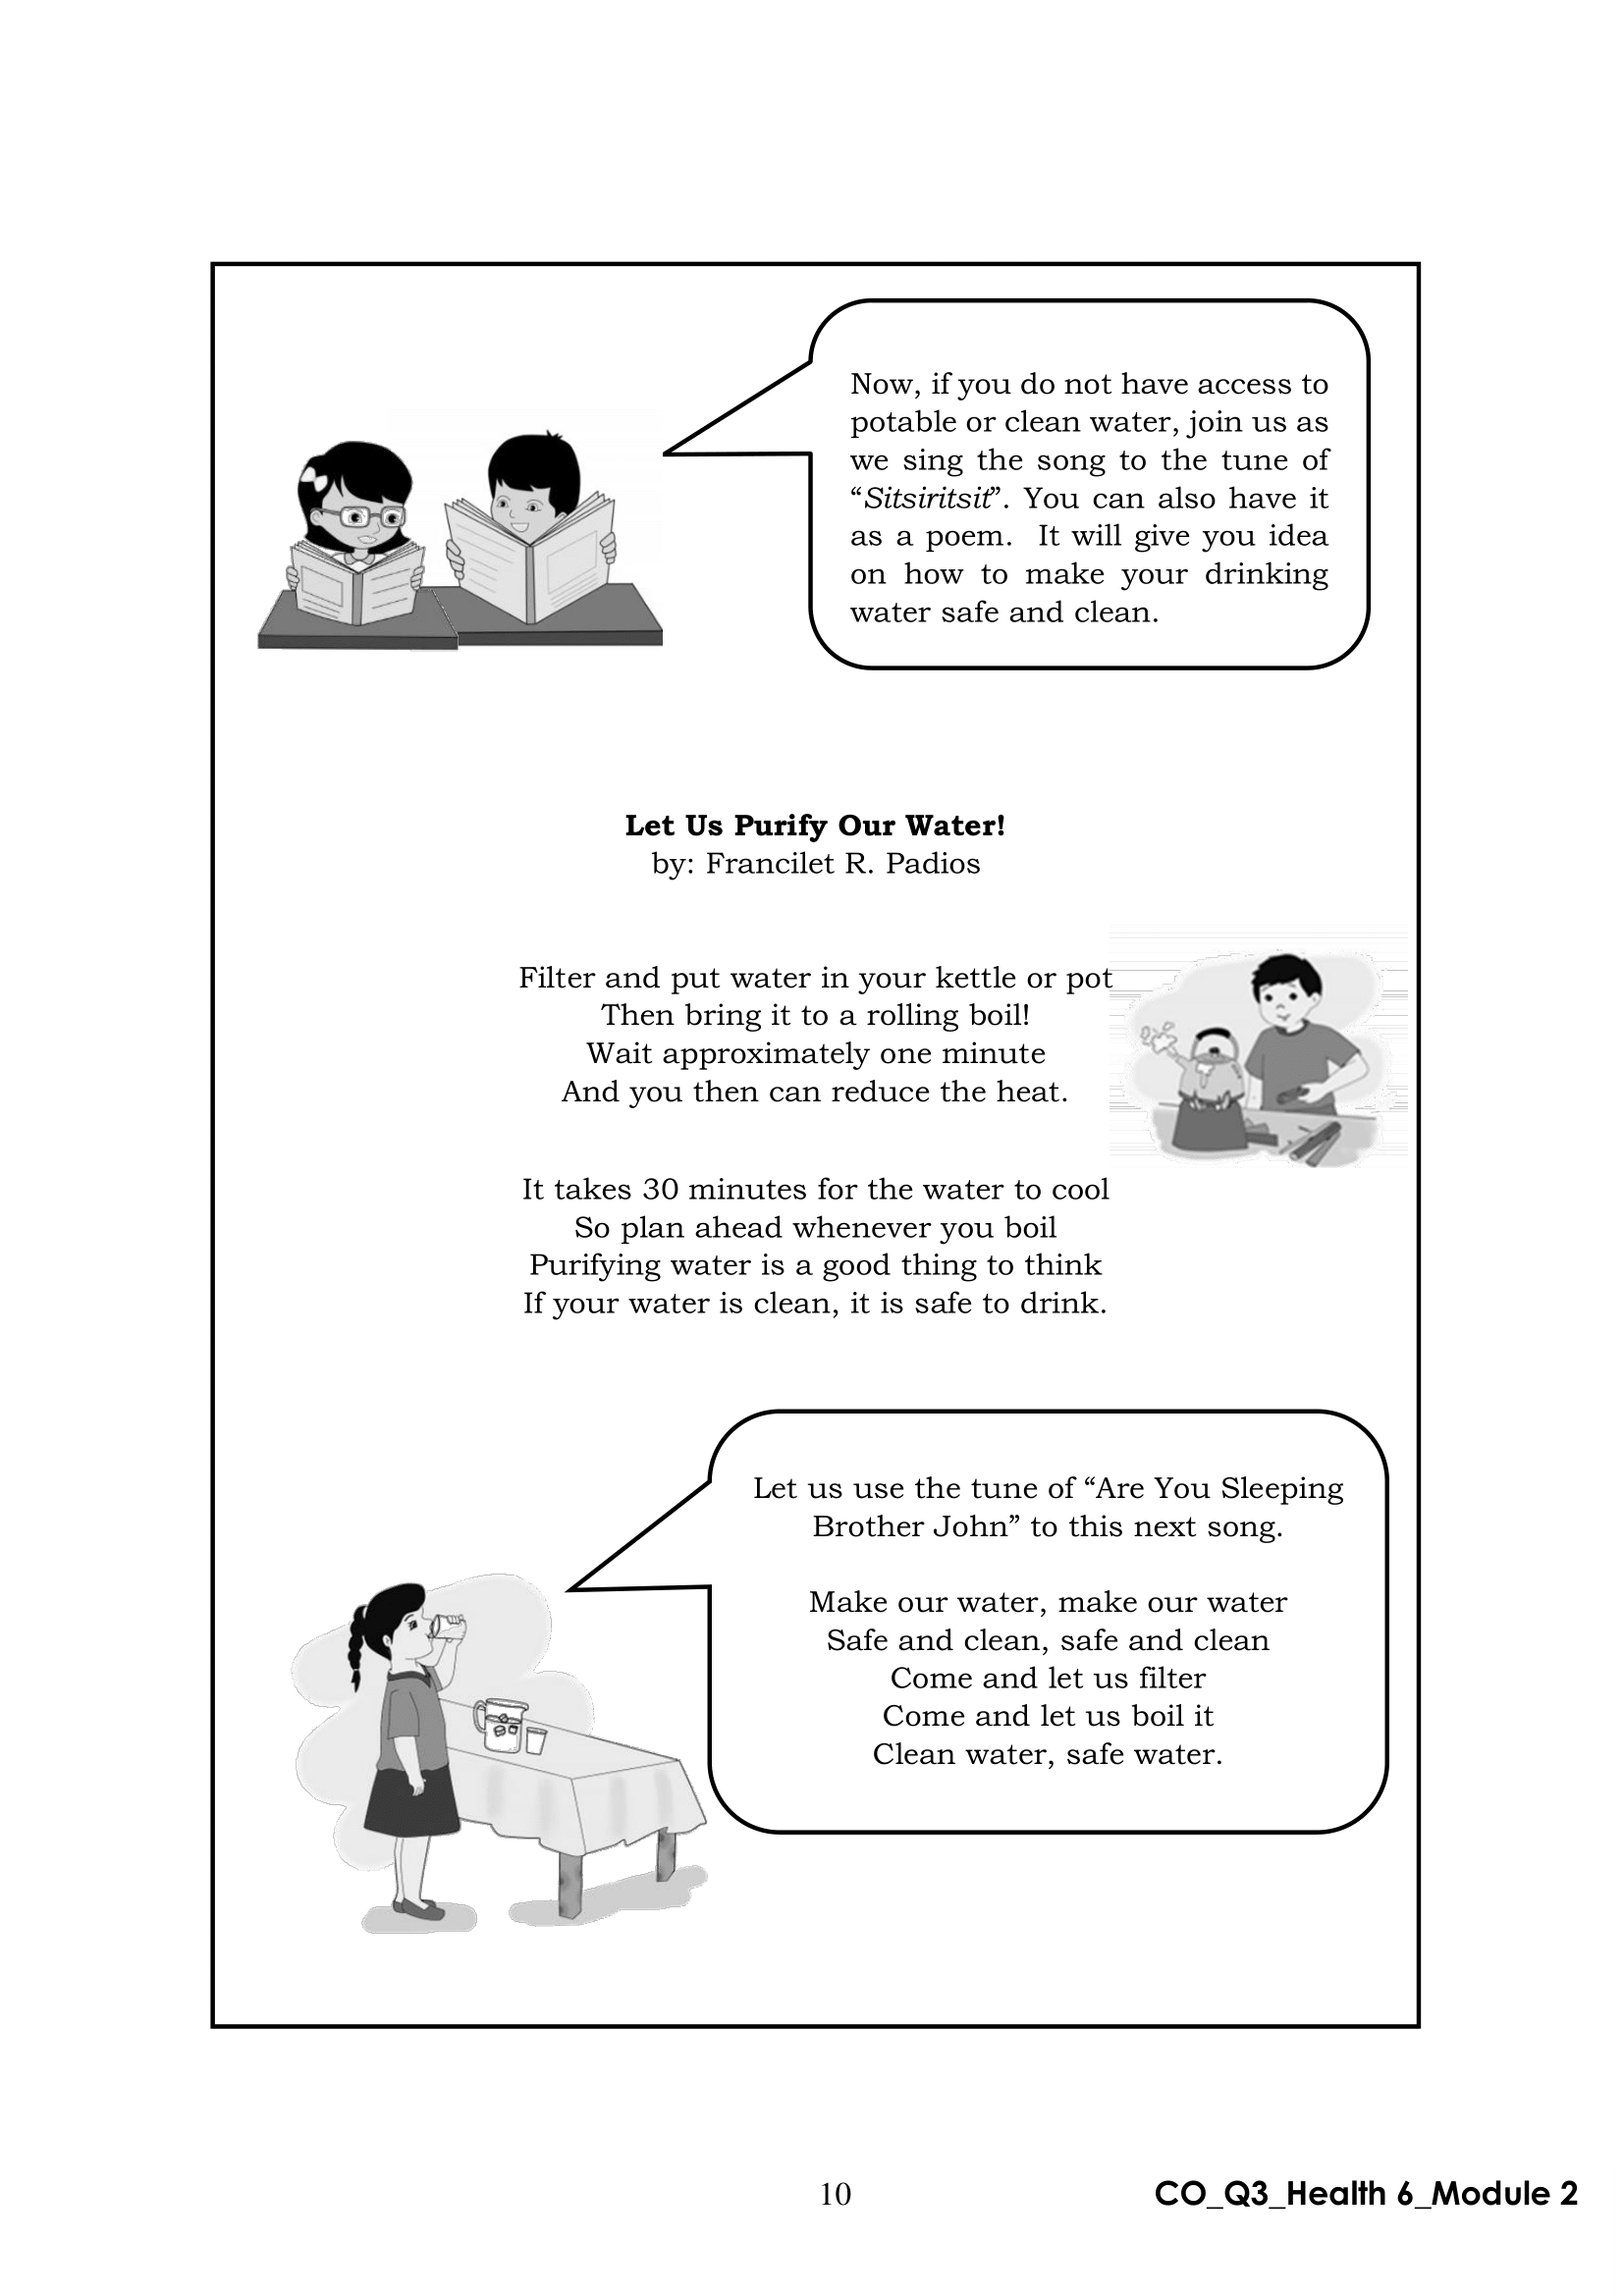 Now, if you do not have access to
potable or clean water, join us as
we sing the song to the tune of
“Sitsiritsit”. You can also have it
as a poem. It will give you idea
on how to make your drinking
water safe and clean.
Let Us Purify Our Water!
by: Francilet R. Padios
Filter and put water in your kettle or pot
Then bring it to a rolling boil!
Wait approximately one minute
And you then can reduce the heat.
It takes 30 minutes for the water to cool
So plan ahead whenever you boil
Purifying water is a good thing to think
If your water is clean, it is safe to drink.
Let us use the tune of “Are You Sleeping
Brother John” to this next song.
Make our water, make our water
Safe and clean, safe and clean
Come and let us filter
Come and let us boil it
Clean water, safe water.
10
CO_Q3_Health 6_Module 2